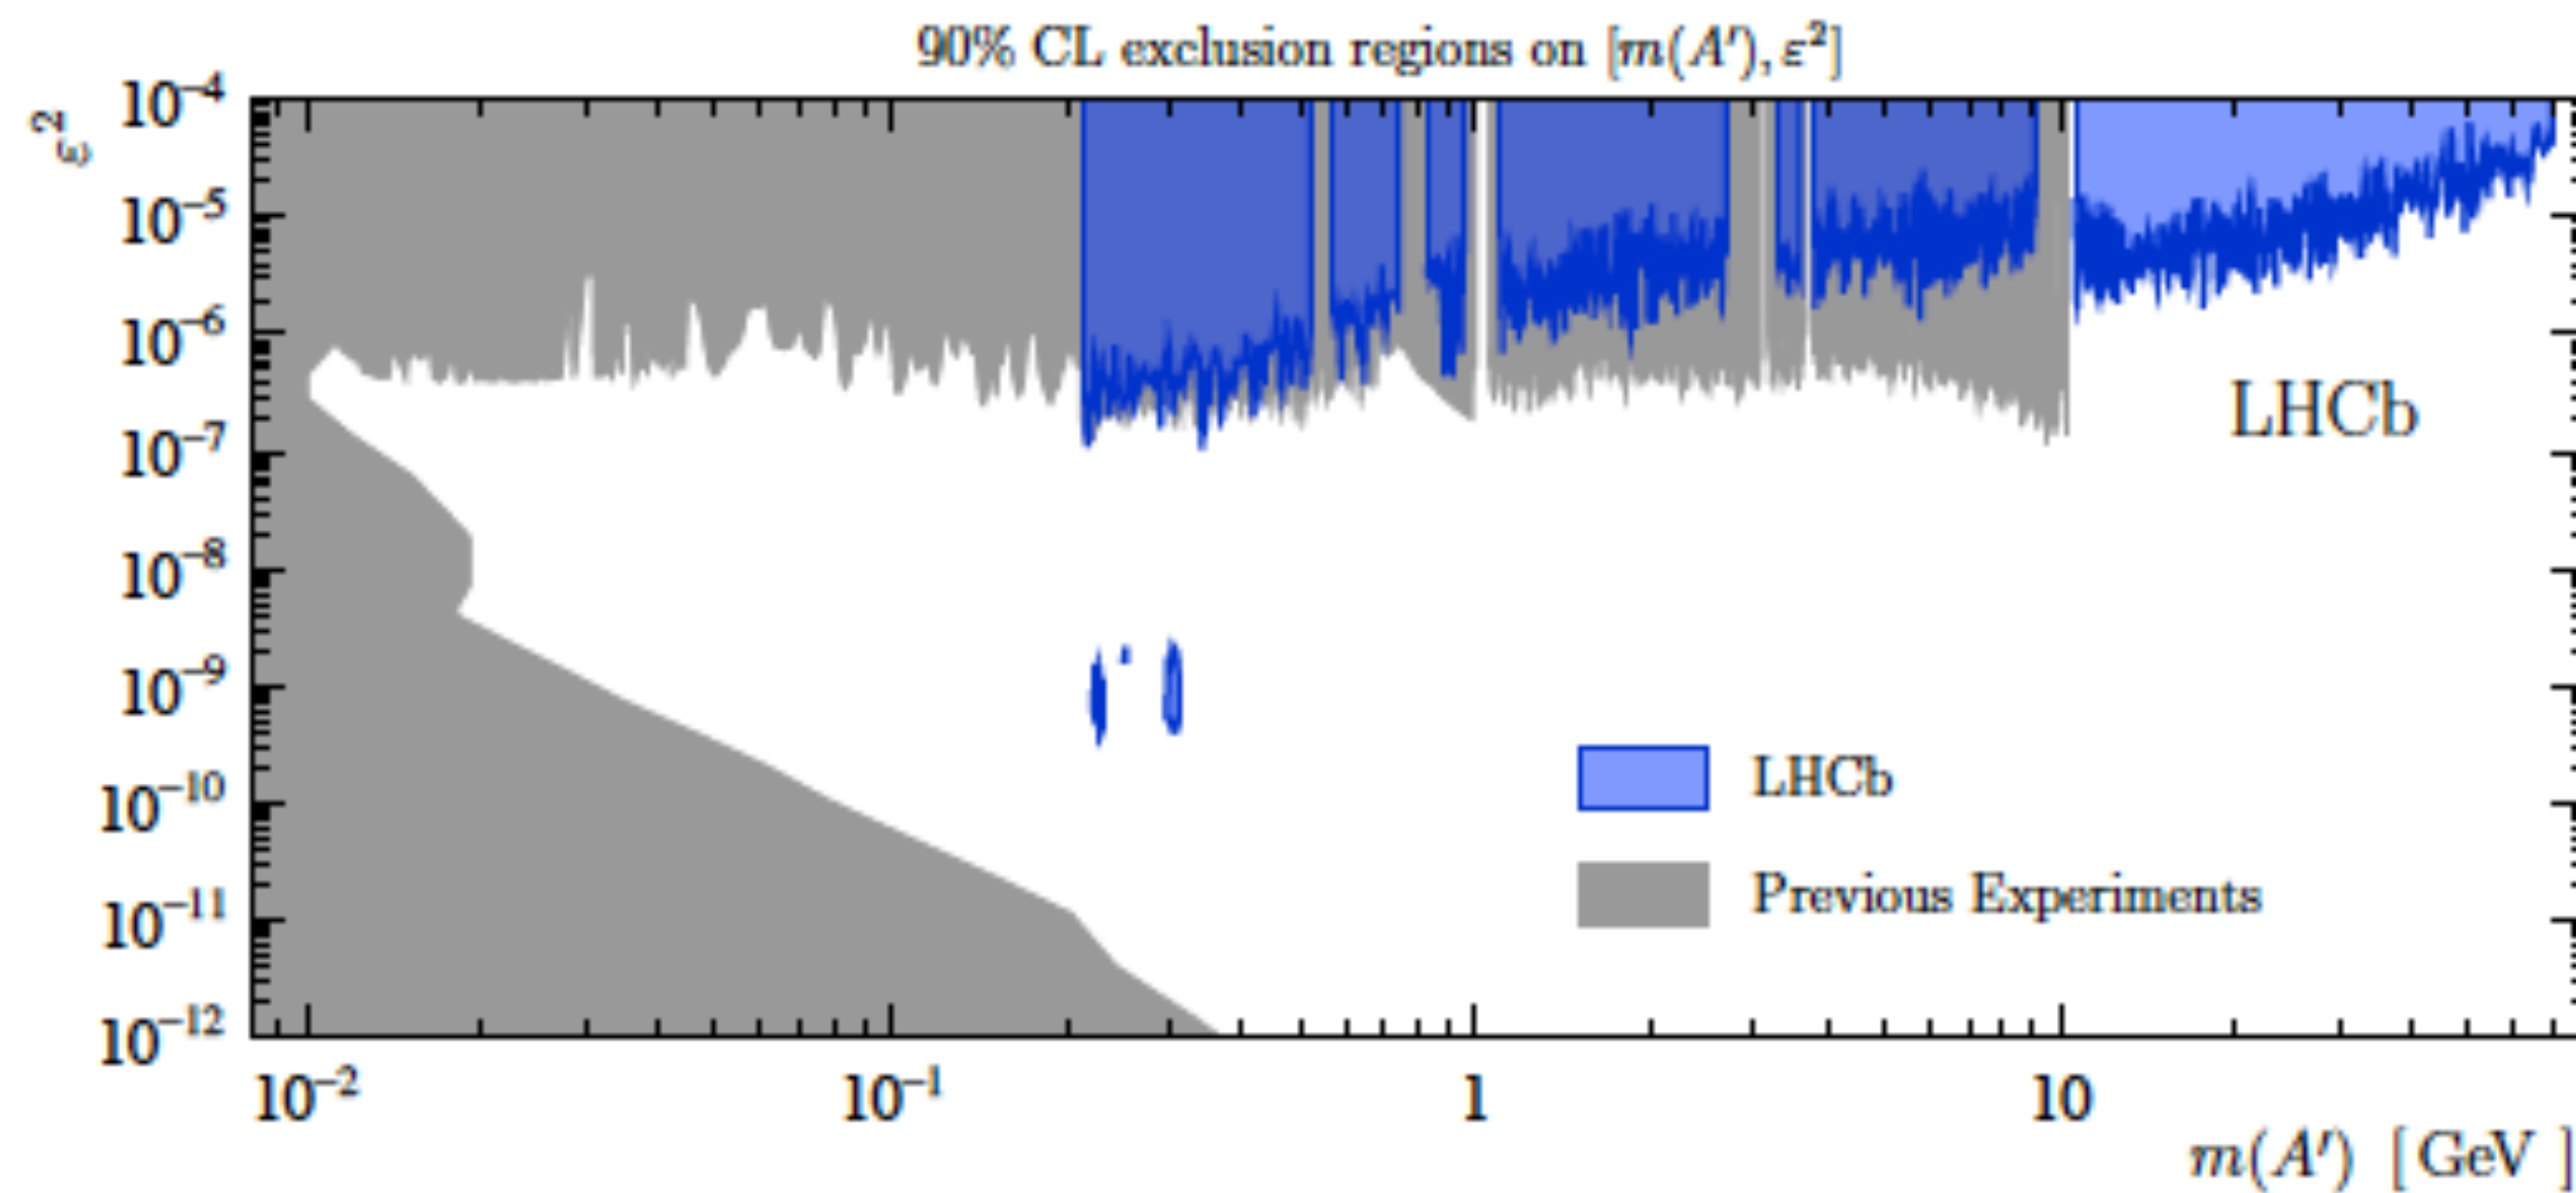 90% CL exclusion regions on [m(A′), ε²]
ε²
10⁻⁴
10⁻⁵
10⁻⁶
10⁻⁷
10⁻⁸
10⁻⁹
10⁻¹⁰
10⁻¹¹
10⁻¹²
LHCb
LHCb
Previous Experiments
10⁻² 10⁻¹ 1 10
m(A′) [GeV]